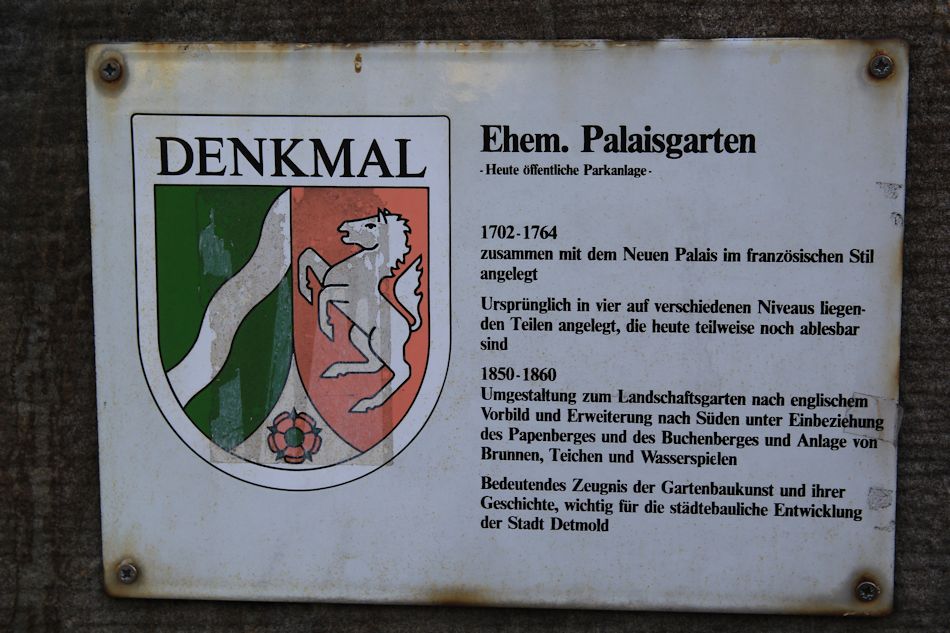 DENKMAL
Ehem. Palaisgarten
- Heute öffentliche Parkanlage -
1702-1764
zusammen mit dem Neuen Palais im französischen Stil
angelegt
Ursprünglich in vier auf verschiedenen Niveaus liegen-
den Teilen angelegt, die heute teilweise noch ablesbar
sind
1850-1860
Umgestaltung zum Landschaftsgarten nach englischem
Vorbild und Erweiterung nach Süden unter Einbeziehung
des Papenberges und des Buchenberges und Anlage von
Brunnen, Teichen und Wasserspielen
Bedeutendes Zeugnis der Gartenbaukunst und ihrer
Geschichte, wichtig für die städtebauliche Entwicklung
der Stadt Detmold